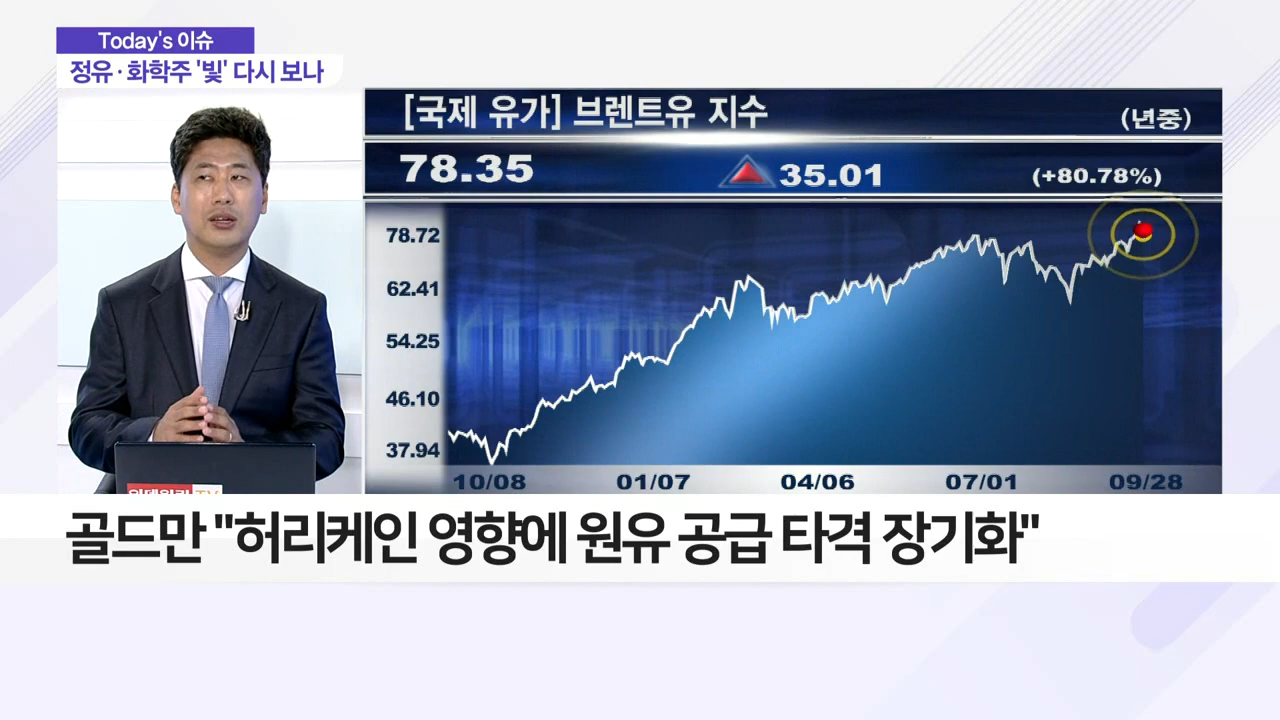 Today's 이슈
정유·화학주 '빛' 다시 보나
[국제 유가] 브렌트유 지수 (년중)
78.35 ▲ 35.01 (+80.78%)
78.72
62.41
54.25
46.10
37.94
10/08 01/07 04/06 07/01 09/28
골드만 "허리케인 영향에 원유 공급 타격 장기화"